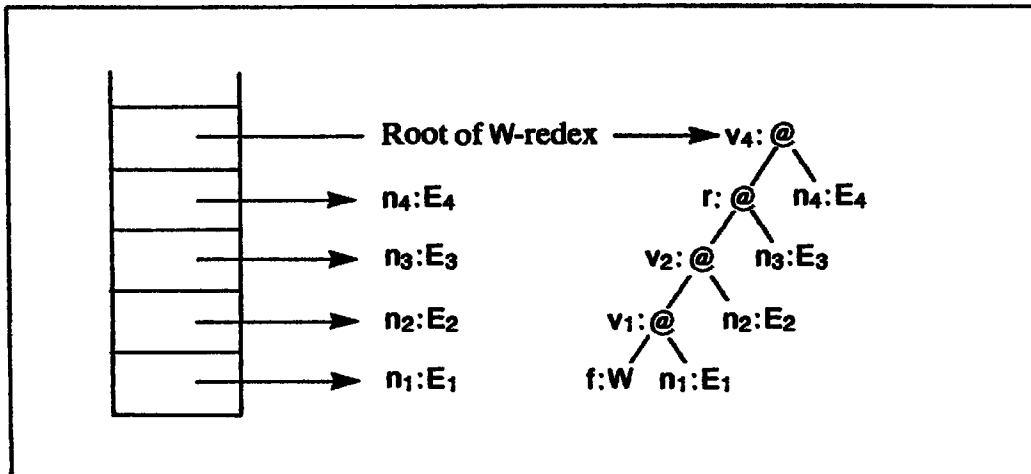 Root of W-redex v₄: @
n₄:E₄ r: @ n₄:E₄
n₃:E₃ v₂: @ n₃:E₃
n₂:E₂ v₁: @ n₂:E₂
n₁:E₁ f:W n₁:E₁